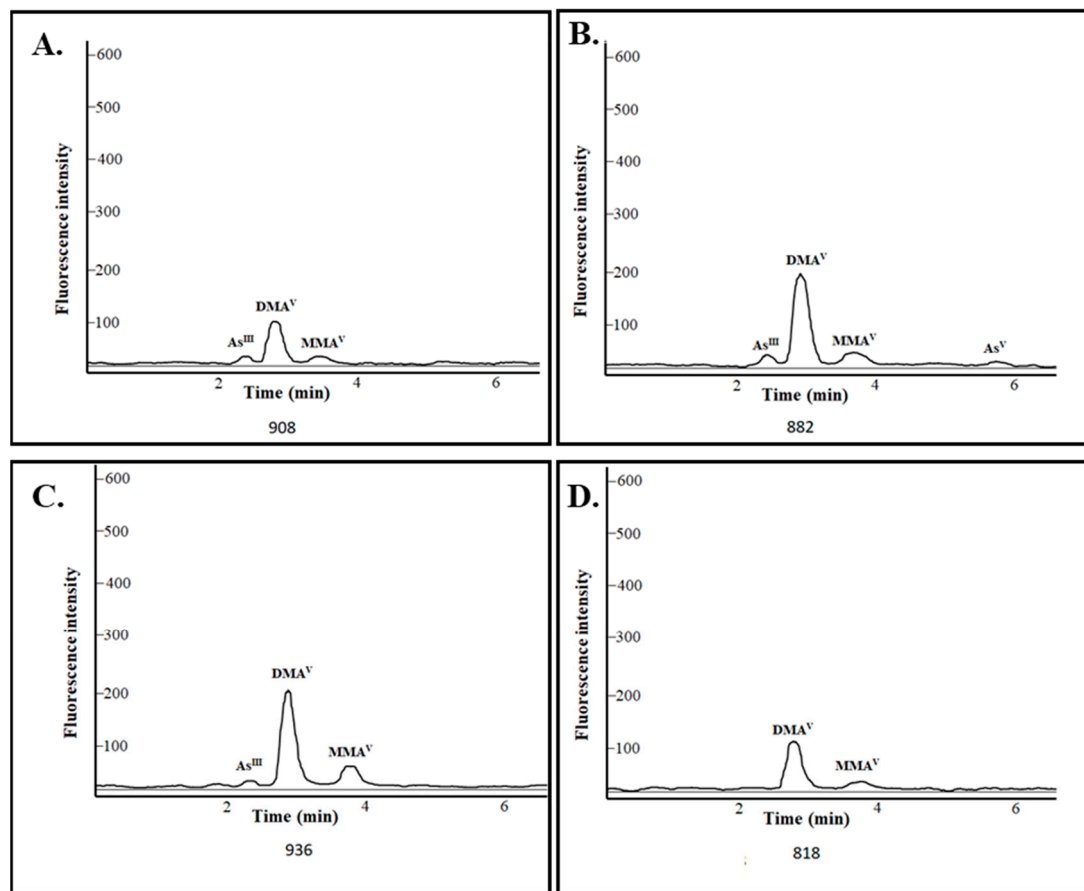 A.
Fluorescence intensity
600
500
400
300
200
100
As^III
DMA^V
MMA^V
2
4
6
Time (min)
908
B.
Fluorescence intensity
600
500
400
300
200
100
As^III
DMA^V
MMA^V
As^V
2
4
6
Time (min)
882
C.
Fluorescence intensity
600
500
400
300
200
100
As^III
DMA^V
MMA^V
2
4
6
Time (min)
936
D.
Fluorescence intensity
600
500
400
300
200
100
DMA^V
MMA^V
2
4
6
Time (min)
; 818